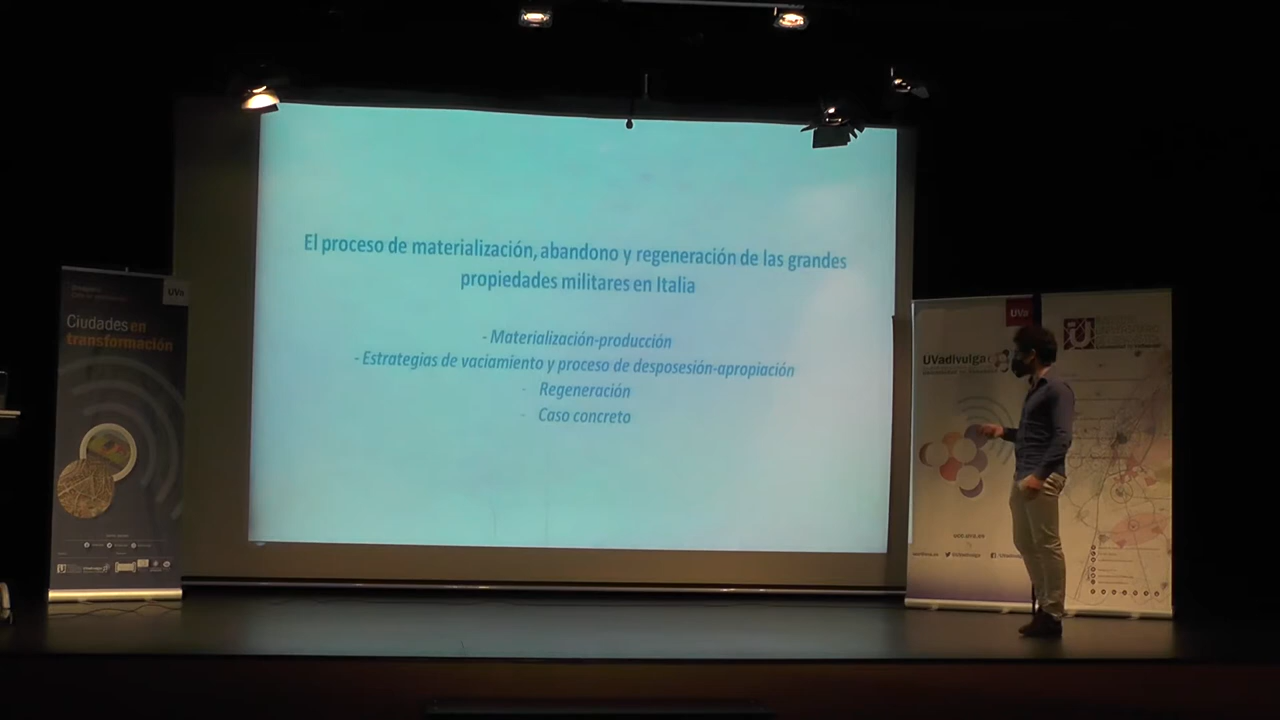 El proceso de materialización, abandono y regeneración de las grandes
propiedades militares en Italia
- Materialización-producción
- Estrategias de vaciamiento y proceso de desposesión-apropiación
- Regeneración
- Caso concreto
UVa
Ciudades en
transformación
UVa
UVadivulga